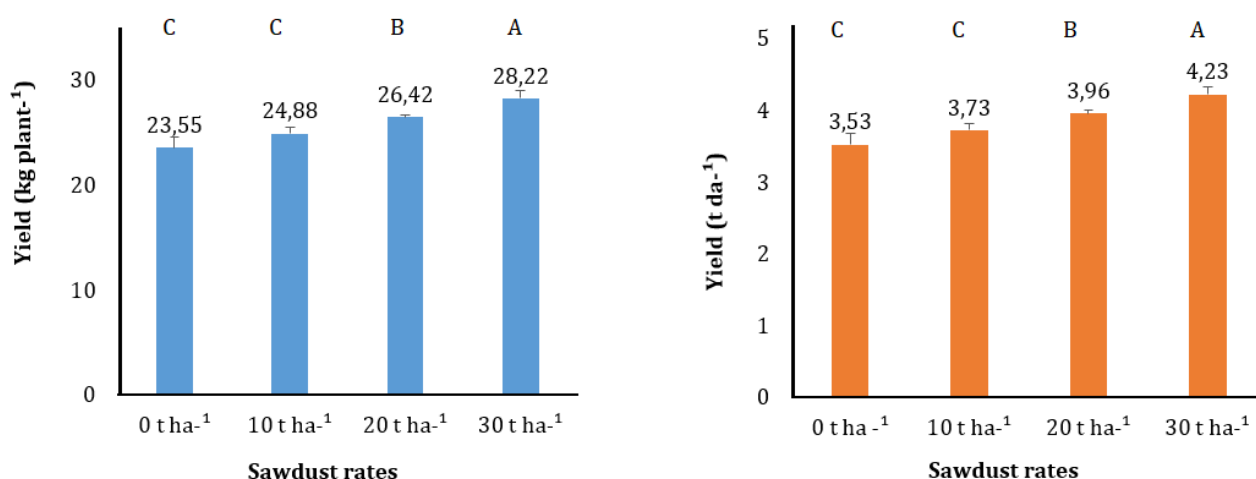 C C B A
Yield (kg plant-¹)
30
20
10
0
23,55
24,88
26,42
28,22
0 t ha-¹ 10 t ha-¹ 20 t ha-¹ 30 t ha-¹
Sawdust rates
C C B A
Yield (t da-¹)
5
4
3
2
1
0
3,53
3,73
3,96
4,23
0 t ha -¹ 10 t ha-¹ 20 t ha-¹ 30 t ha-¹
Sawdust rates